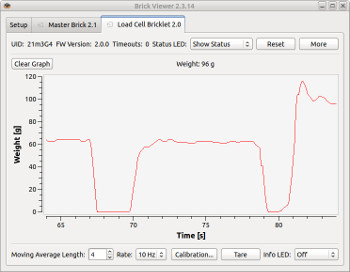 Brick Viewer 2.3.14
Setup Master Brick 2.1 Load Cell Bricklet 2.0
UID: 21m3G4 FW Version: 2.0.0 Timeouts: 0 Status LED: Show Status Reset More
Clear Graph Weight: 96 g
120
100
80
60
40
20
0
Weight [g]
65 70 75 80
Time [s]
Moving Average Length: 4 Rate: 10 Hz Calibration... Tare Info LED: Off